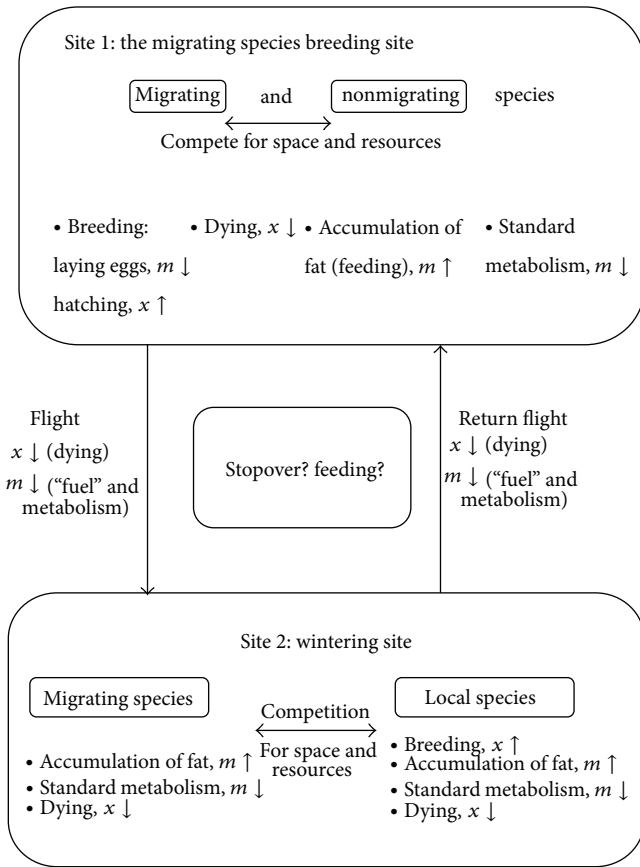 Site 1: the migrating species breeding site
Migrating and nonmigrating species
Compete for space and resources
• Breeding:
laying eggs, m ↓
hatching, x ↑
• Dying, x ↓
• Accumulation of
fat (feeding), m ↑
• Standard
metabolism, m ↓
Flight
x ↓ (dying)
m ↓ (“fuel” and
metabolism)
Stopover? feeding?
Return flight
x ↓ (dying)
m ↓ (“fuel” and
metabolism)
Site 2: wintering site
Migrating species
• Accumulation of fat, m ↑
• Standard metabolism, m ↓
• Dying, x ↓
Competition
For space and
resources
Local species
• Breeding, x ↑
• Accumulation of fat, m ↑
• Standard metabolism, m ↓
• Dying, x ↓